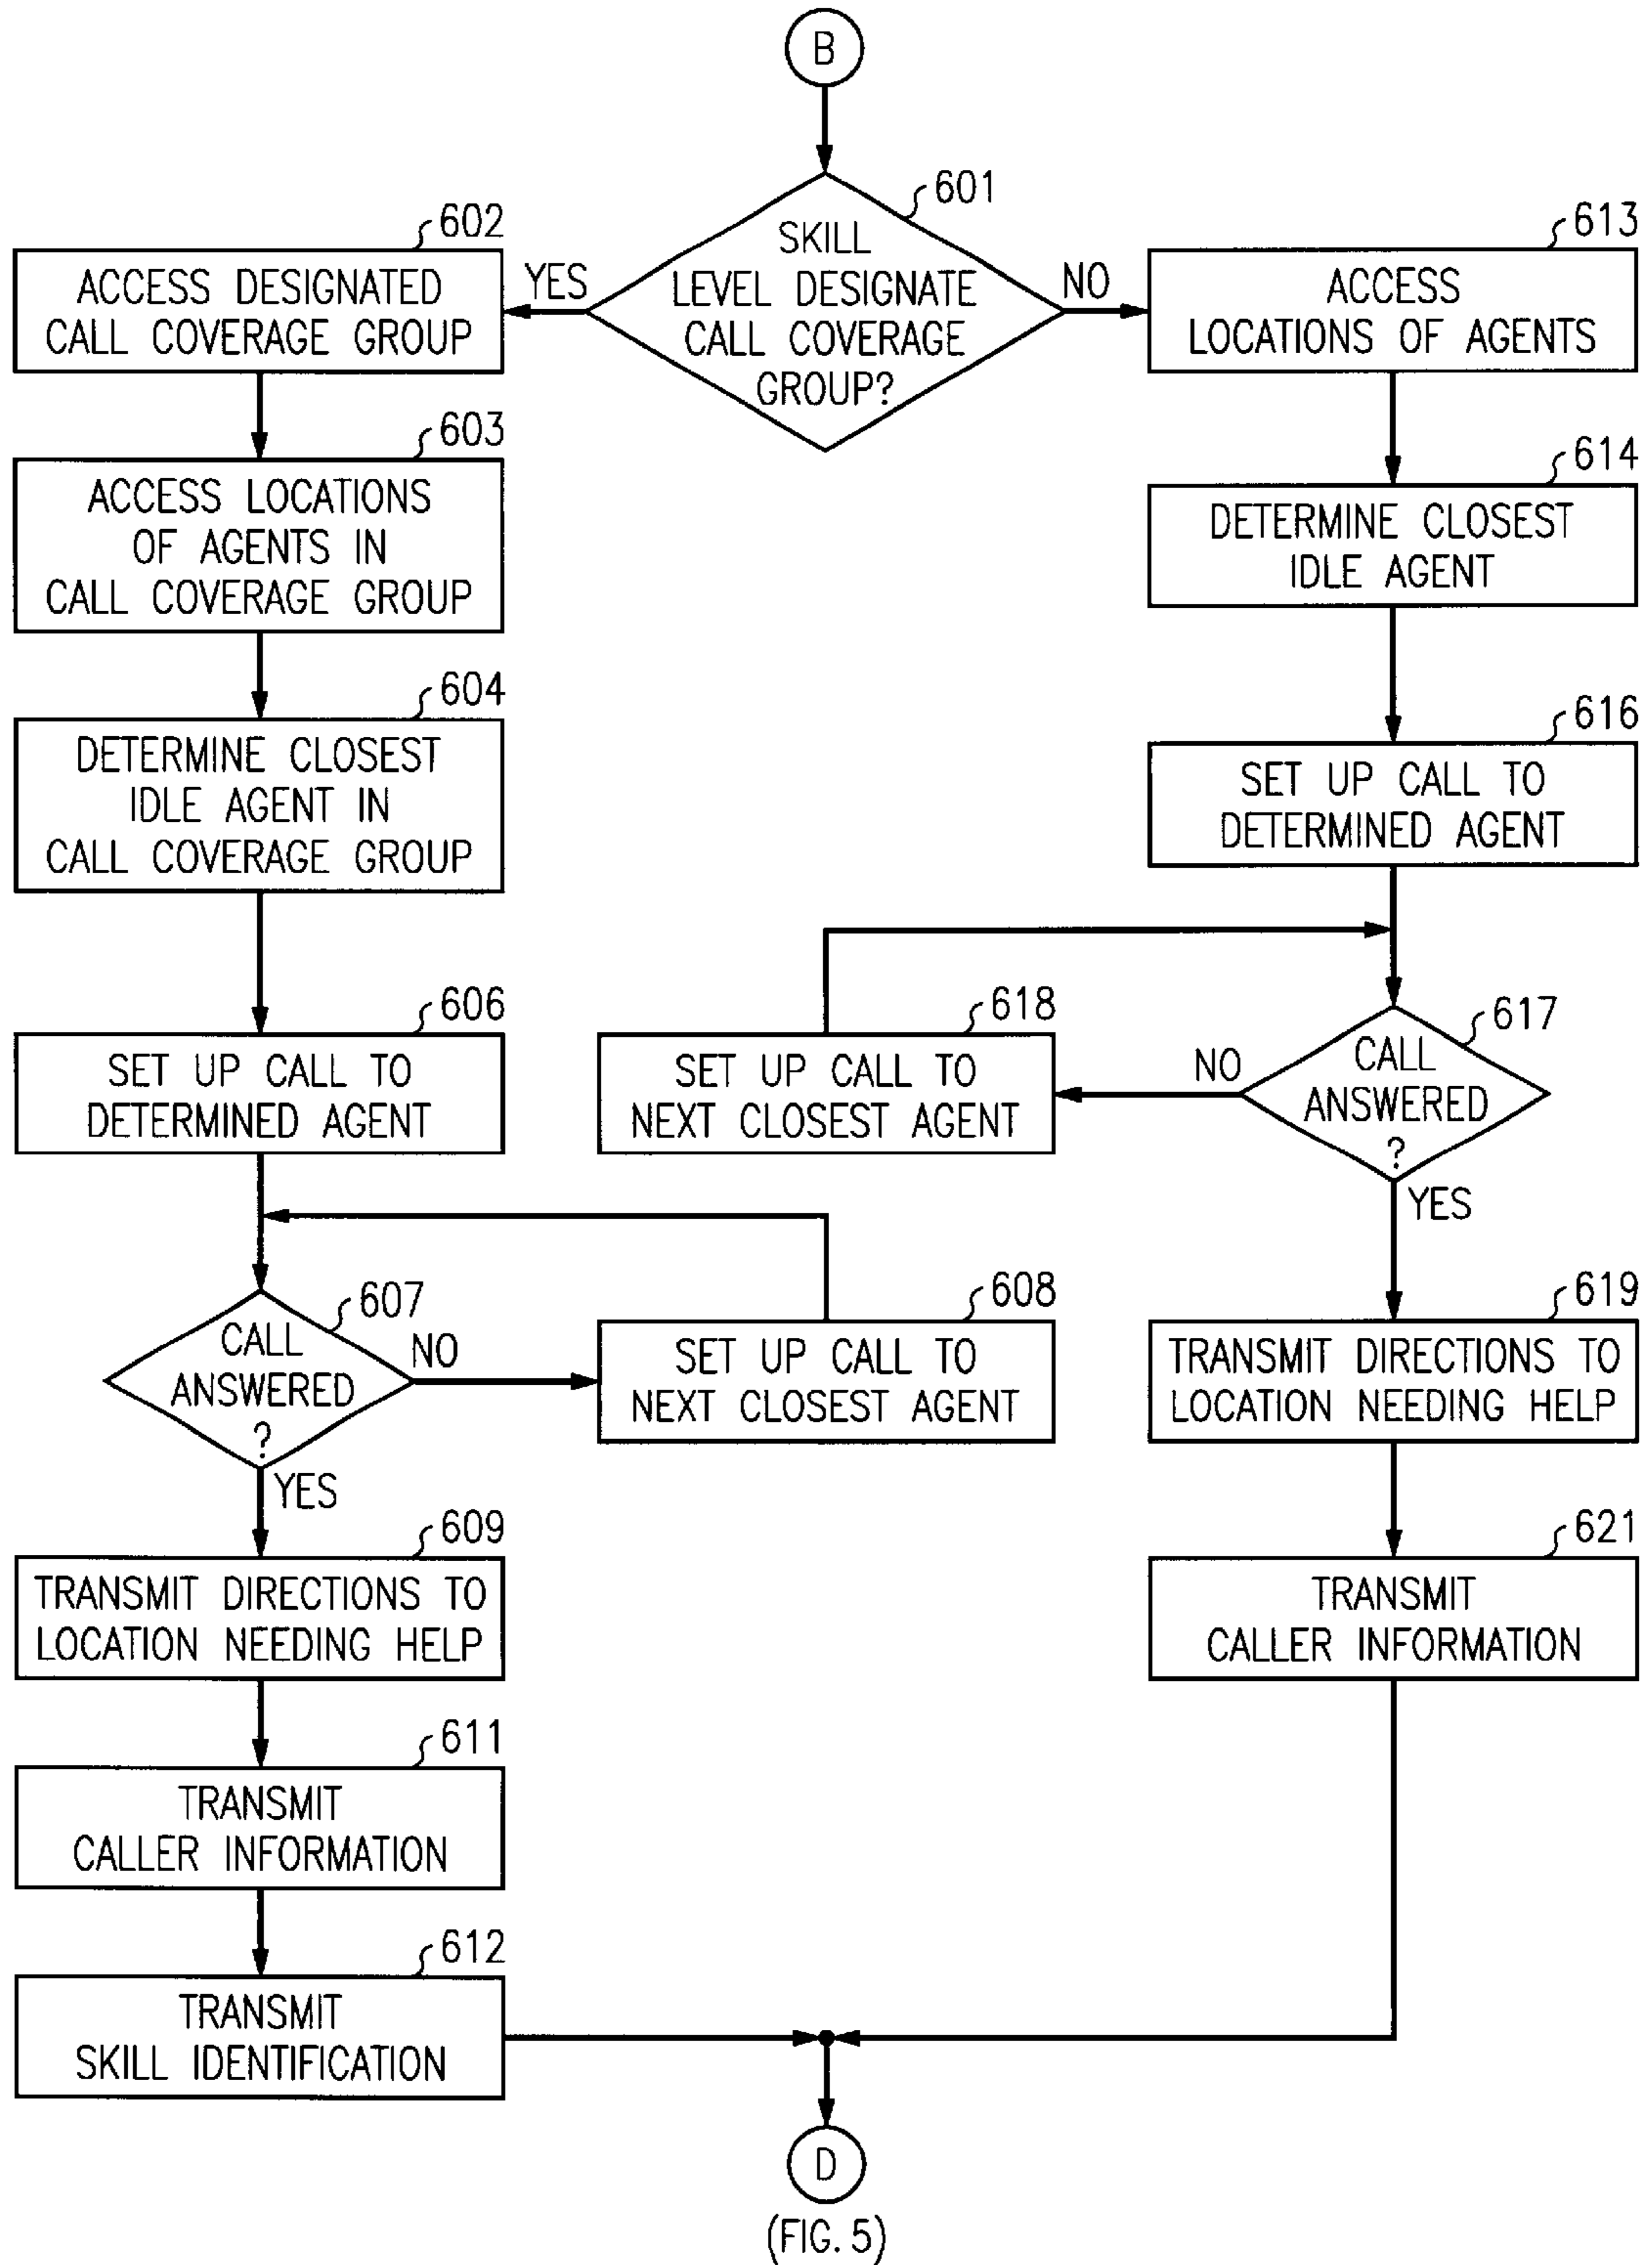 B
601
SKILL
LEVEL DESIGNATE
CALL COVERAGE
GROUP?
YES
NO
602
ACCESS DESIGNATED
CALL COVERAGE GROUP
603
ACCESS LOCATIONS
OF AGENTS IN
CALL COVERAGE GROUP
604
DETERMINE CLOSEST
IDLE AGENT IN
CALL COVERAGE GROUP
606
SET UP CALL TO
DETERMINED AGENT
607
CALL
ANSWERED
?
NO
YES
608
SET UP CALL TO
NEXT CLOSEST AGENT
609
TRANSMIT DIRECTIONS TO
LOCATION NEEDING HELP
611
TRANSMIT
CALLER INFORMATION
612
TRANSMIT
SKILL IDENTIFICATION
613
ACCESS
LOCATIONS OF AGENTS
614
DETERMINE CLOSEST
IDLE AGENT
616
SET UP CALL TO
DETERMINED AGENT
617
CALL
ANSWERED
?
NO
YES
618
SET UP CALL TO
NEXT CLOSEST AGENT
619
TRANSMIT DIRECTIONS TO
LOCATION NEEDING HELP
621
TRANSMIT
CALLER INFORMATION
D
(FIG. 5)